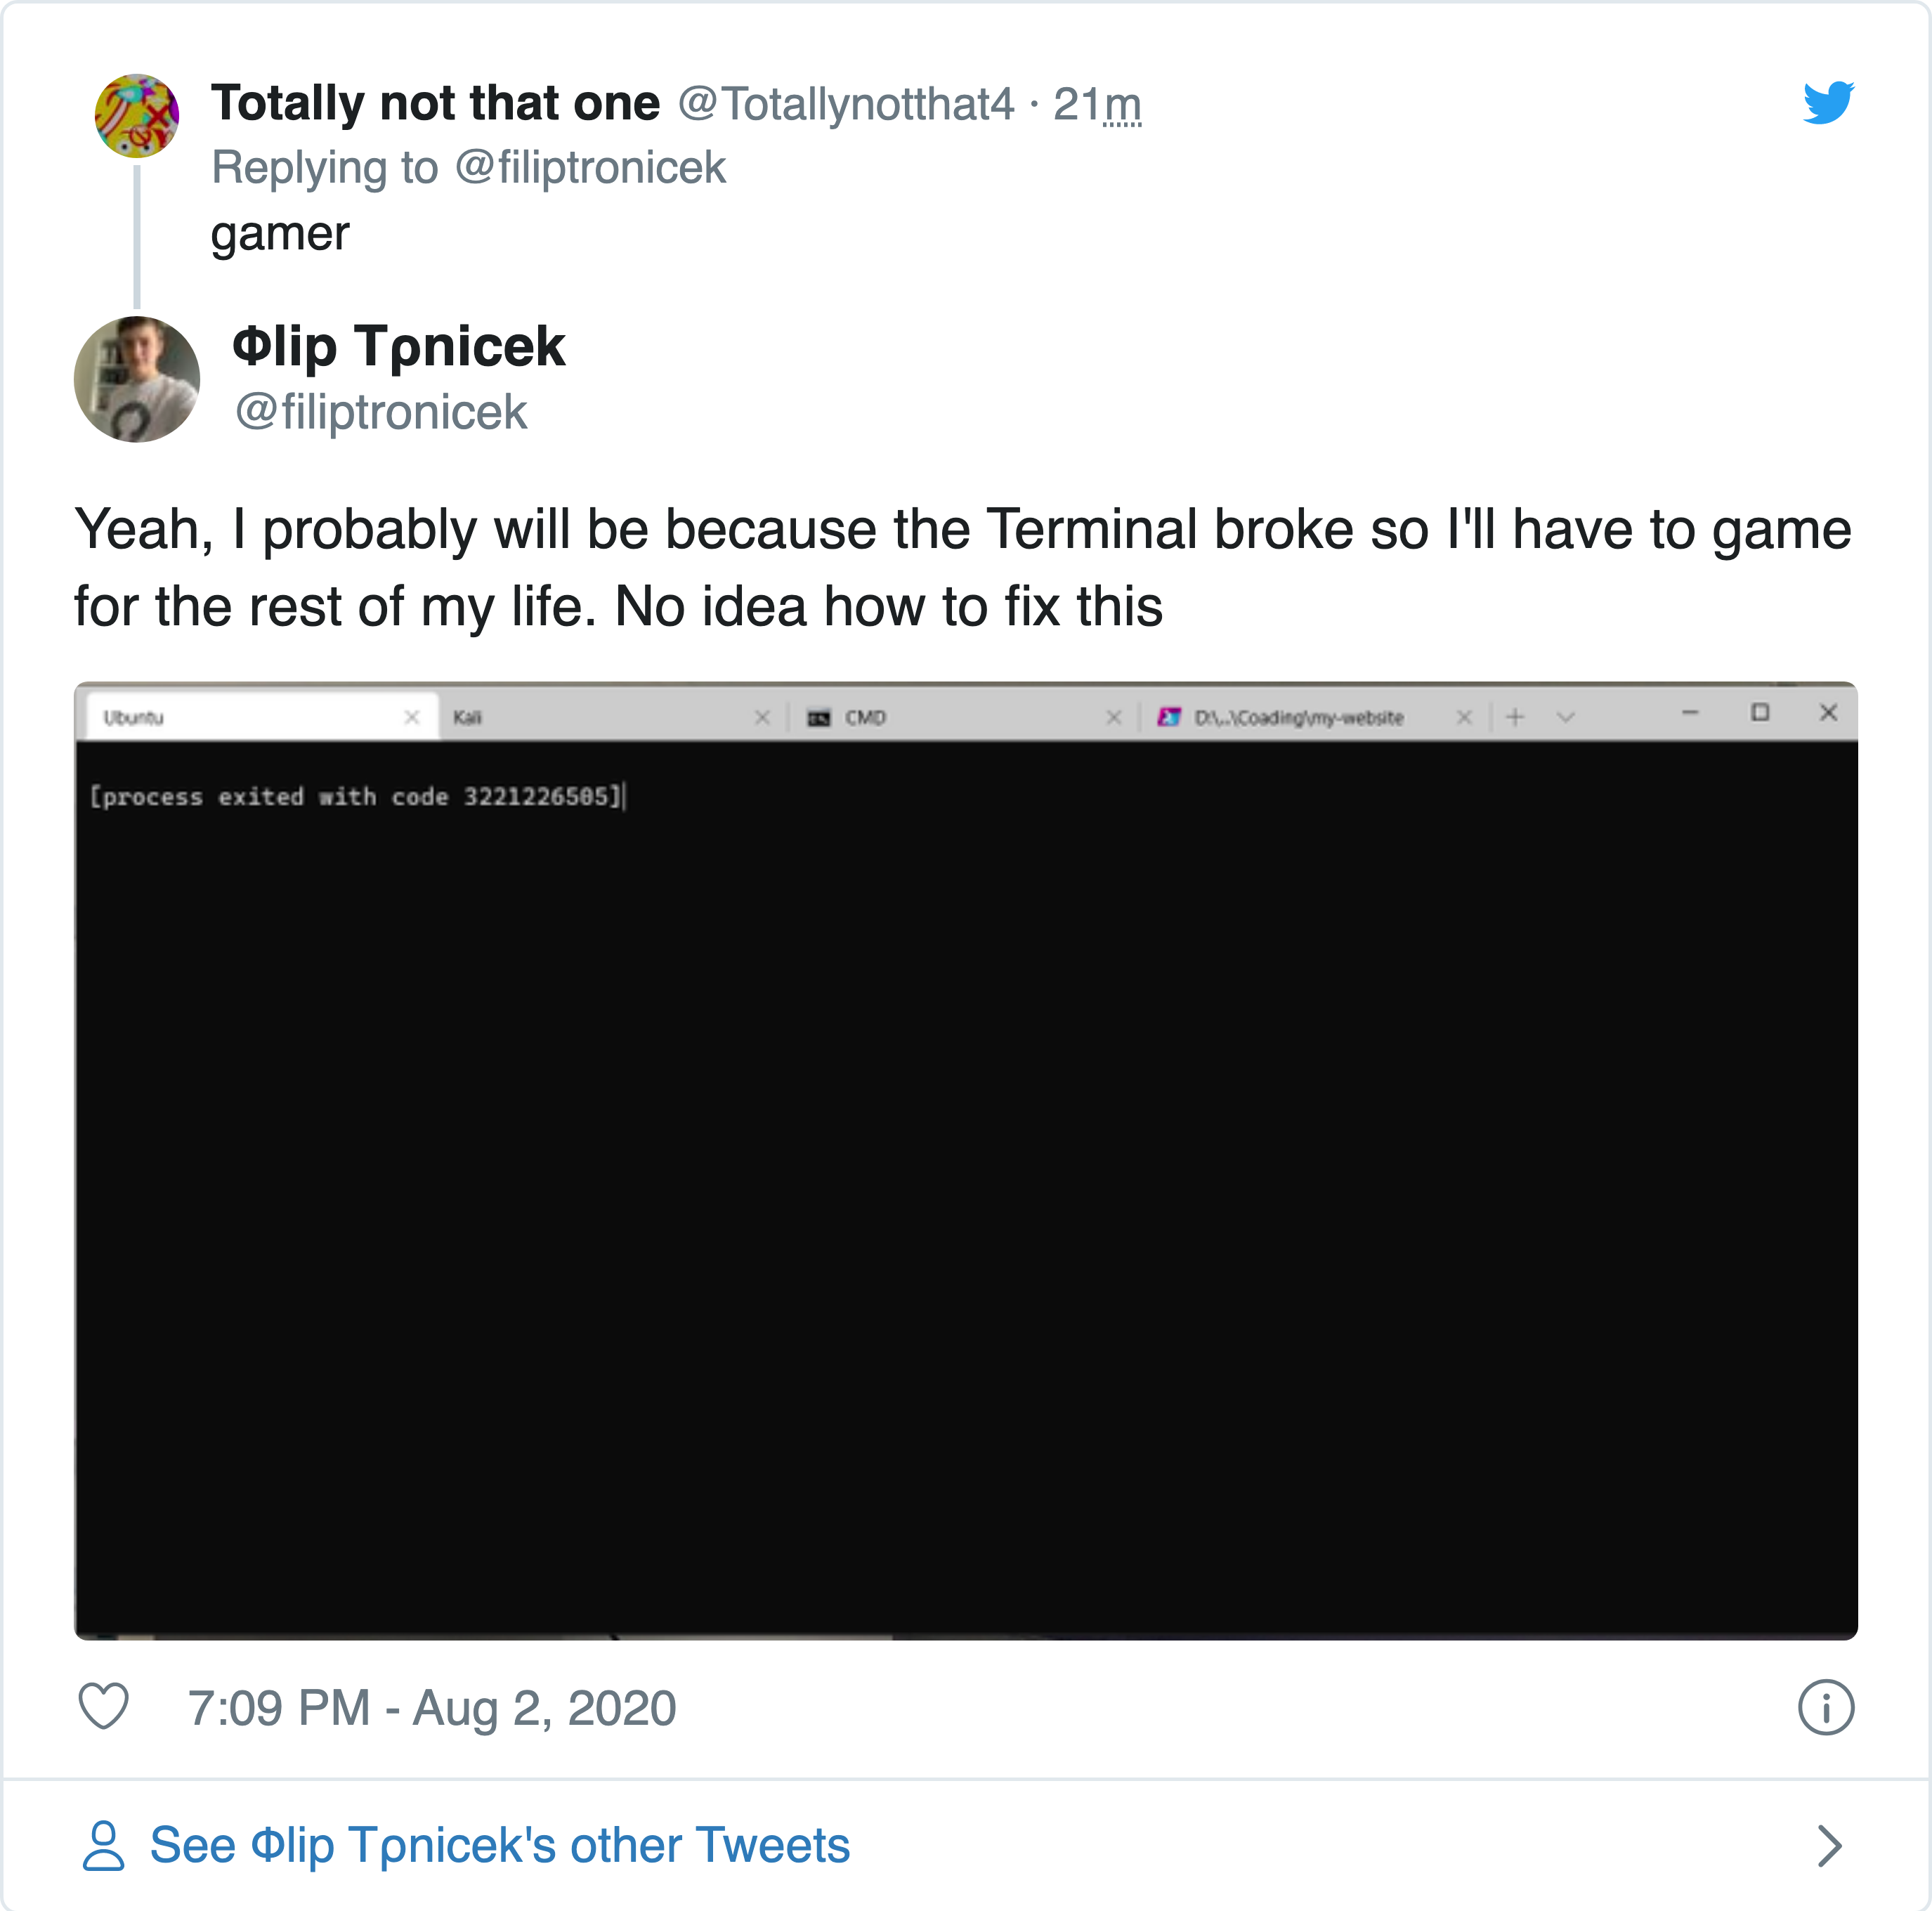 Totally not that one @Totallynotthat4 · 21m
Replying to @filiptronicek
gamer
Φlip Tρnicek
@filiptronicek
Yeah, I probably will be because the Terminal broke so I'll have to game
for the rest of my life. No idea how to fix this
Ubuntu Kali CMD D:\...\Coading\my-website
[process exited with code 3221226505]
7:09 PM - Aug 2, 2020
See Φlip Tρnicek's other Tweets